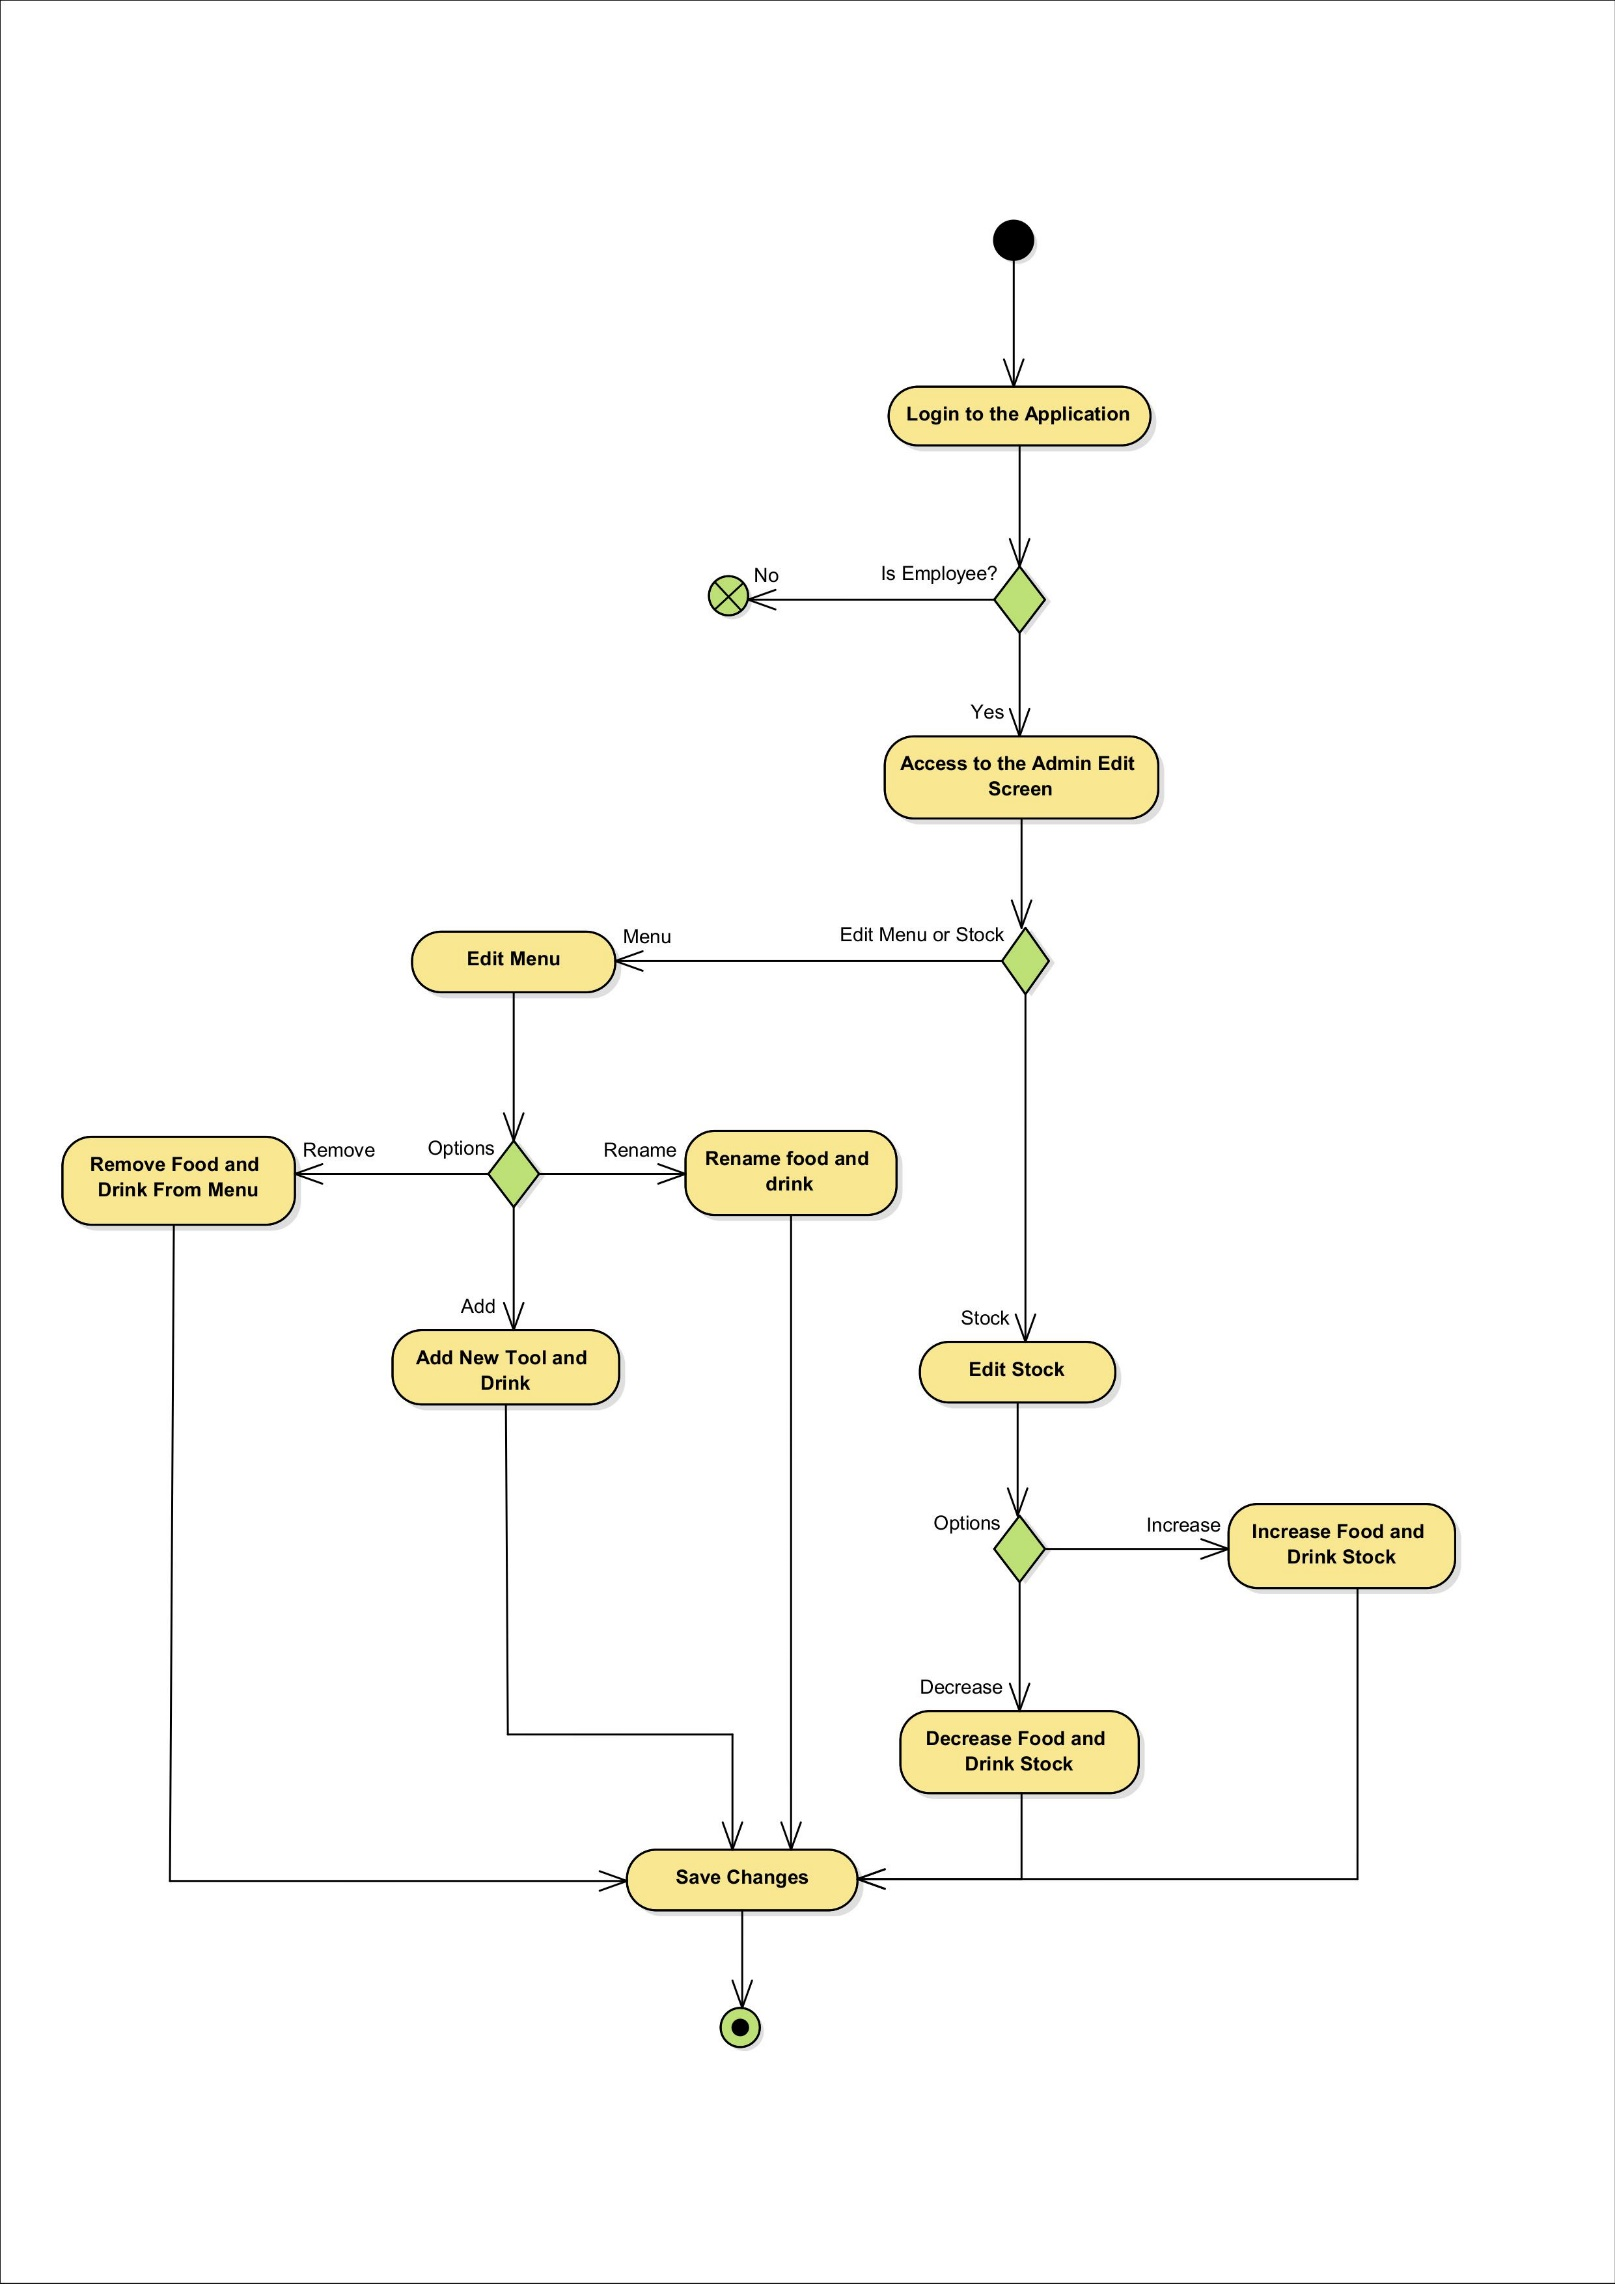 Login to the Application
No
Is Employee?
Yes
Access to the Admin Edit
Screen
Menu
Edit Menu or Stock
Edit Menu
Remove
Options
Rename
Remove Food and
Drink From Menu
Rename food and
drink
Add
Add New Tool and
Drink
Stock
Edit Stock
Options
Increase
Increase Food and
Drink Stock
Decrease
Decrease Food and
Drink Stock
Save Changes